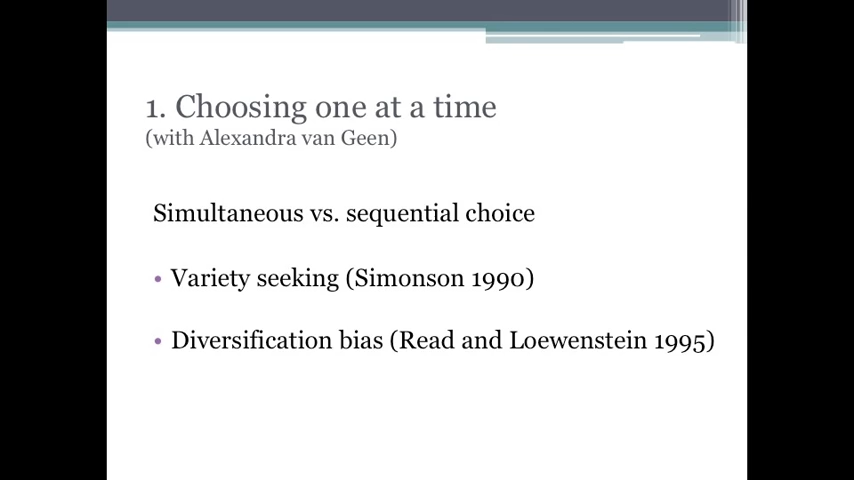 1. Choosing one at a time
(with Alexandra van Geen)
Simultaneous vs. sequential choice
• Variety seeking (Simonson 1990)
• Diversification bias (Read and Loewenstein 1995)